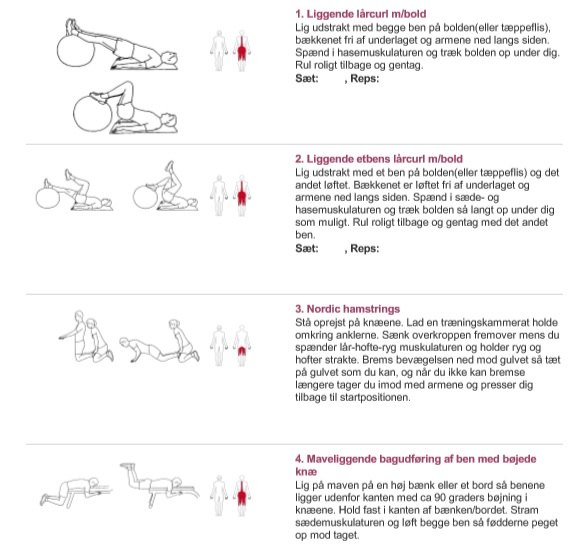 1. Liggende lårcurl m/bold
Lig udstrakt med begge ben på bolden(eller tæppeflis),
bækkenet fri af underlaget og armene ned langs siden.
Spænd i hasemuskulaturen og træk bolden op under dig.
Rul roligt tilbage og gentag.
Sæt: , Reps:
2. Liggende etbens lårcurl m/bold
Lig udstrakt med et ben på bolden(eller tæppeflis) og det
andet løftet. Bækkenet er løftet fri af underlaget og
armene ned langs siden. Spænd i sæde- og
hasemuskulaturen og træk bolden så langt op under dig
som muligt. Rul roligt tilbage og gentag med det andet
ben.
Sæt: , Reps:
3. Nordic hamstrings
Stå oprejst på knæene. Lad en træningskammerat holde
omkring anklerne. Sænk overkroppen fremover mens du
spænder lår-hofte-ryg muskulaturen og holder ryg og
hofter strakte. Brems bevægelsen ned mod gulvet så tæt
på gulvet som du kan, og når du ikke kan bremse
længere tager du imod med armene og presser dig
tilbage til startpositionen.
4. Maveliggende bagudføring af ben med bøjede
knæ
Lig på maven på en høj bænk eller et bord så benene
ligger udenfor kanten med ca 90 graders bøjning i
knæene. Hold fast i kanten af bænken/bordet. Stram
sædemuskulaturen og løft begge ben så fødderne peget
op mod taget.